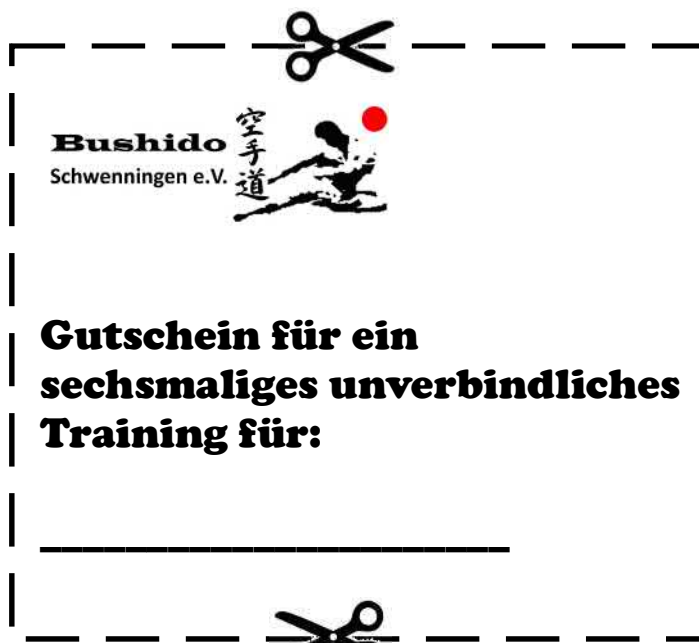 Bushido
Schwenningen e.V.
空手道
Gutschein für ein
sechsmaliges unverbindliches
Training für: